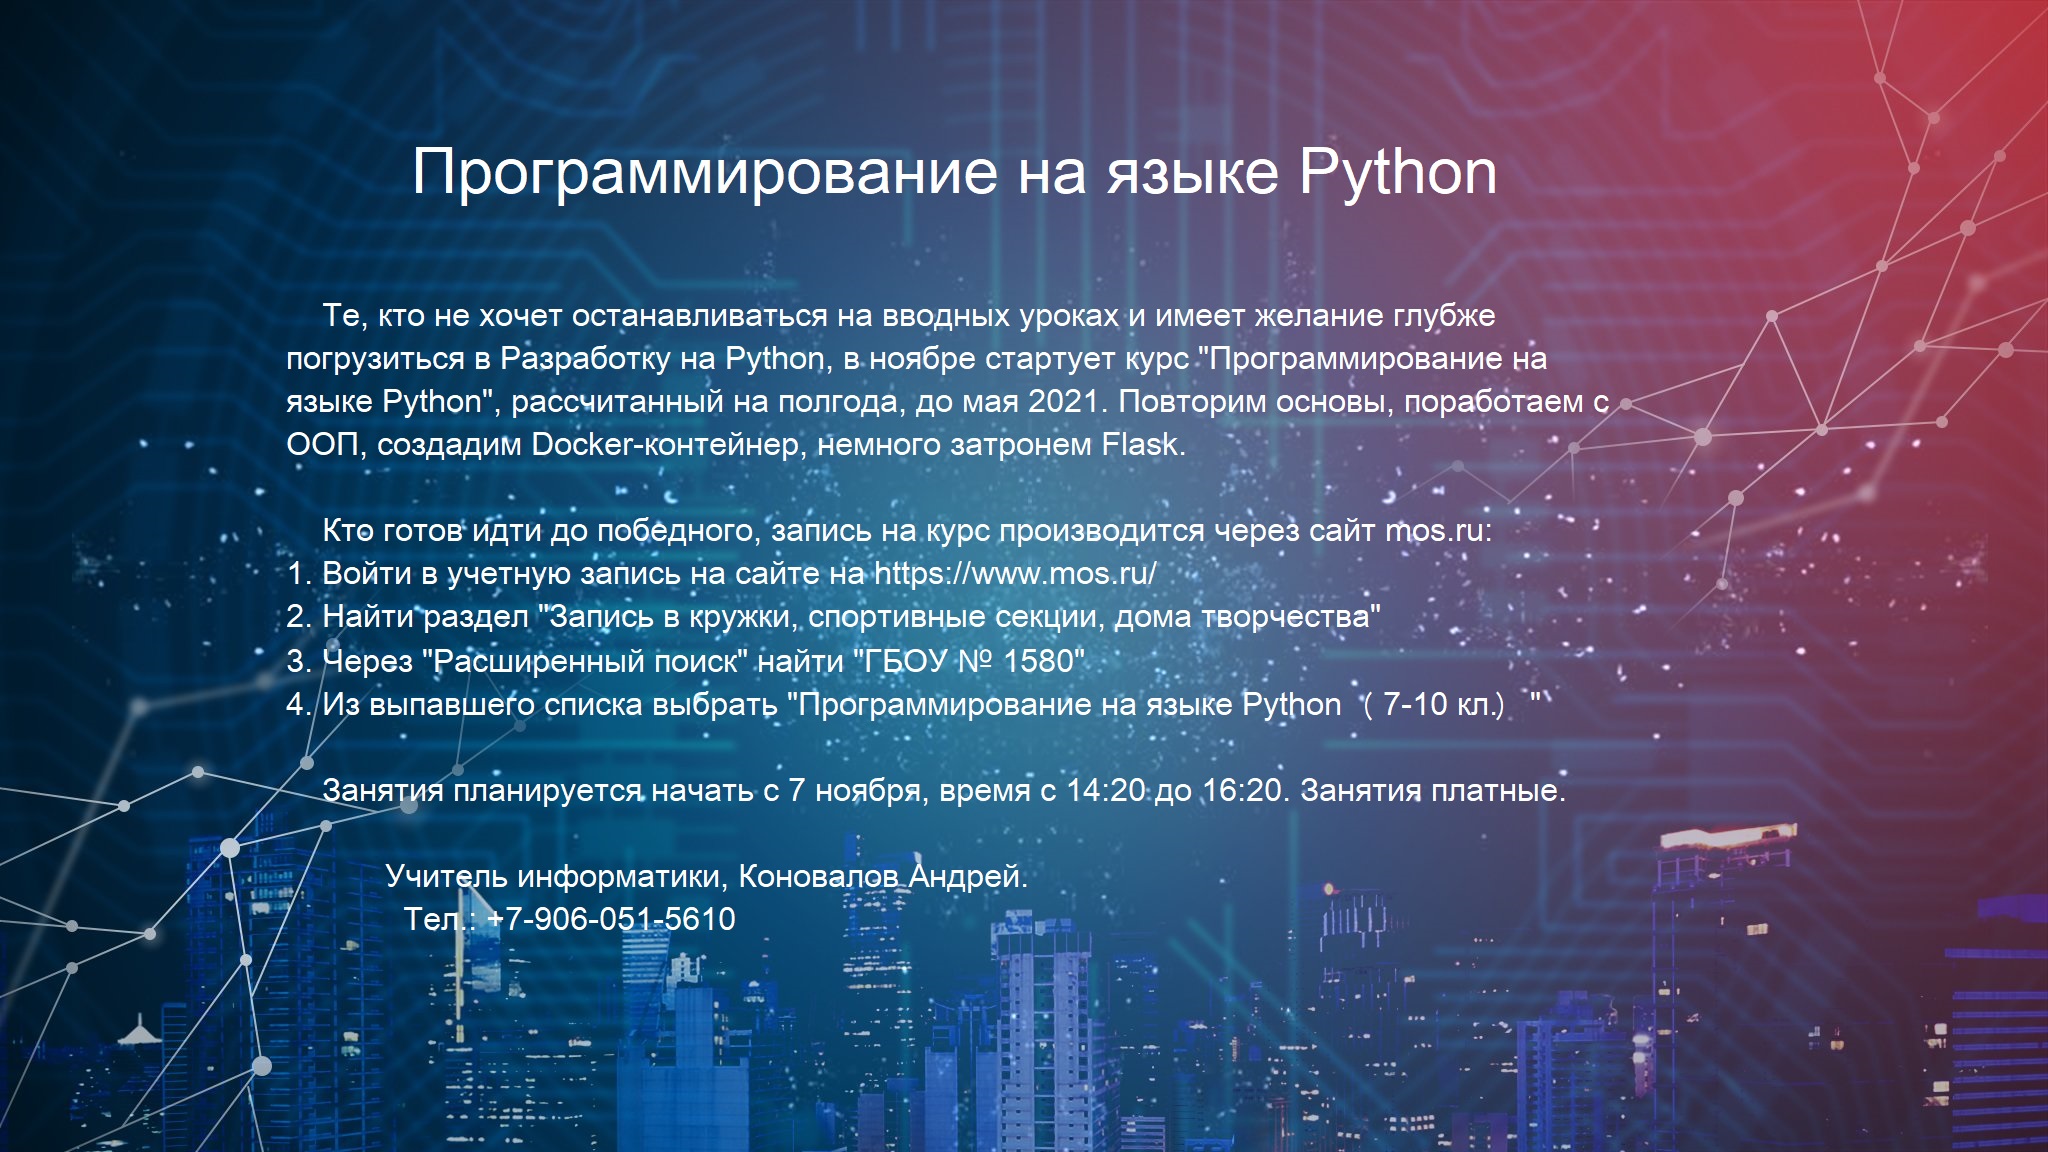 Программирование на языке Python
Те, кто не хочет останавливаться на вводных уроках и имеет желание глубже
погрузиться в Разработку на Python, в ноябре стартует курс "Программирование на
языке Python", рассчитанный на полгода, до мая 2021. Повторим основы, поработаем с
ООП, создадим Docker-контейнер, немного затронем Flask.
Кто готов идти до победного, запись на курс производится через сайт mos.ru:
1. Войти в учетную запись на сайте на https://www.mos.ru/
2. Найти раздел "Запись в кружки, спортивные секции, дома творчества"
3. Через "Расширенный поиск" найти "ГБОУ № 1580"
4. Из выпавшего списка выбрать "Программирование на языке Python（7-10 кл.） "
Занятия планируется начать с 7 ноября, время с 14:20 до 16:20. Занятия платные.
Учитель информатики, Коновалов Андрей.
Тел.: +7-906-051-5610